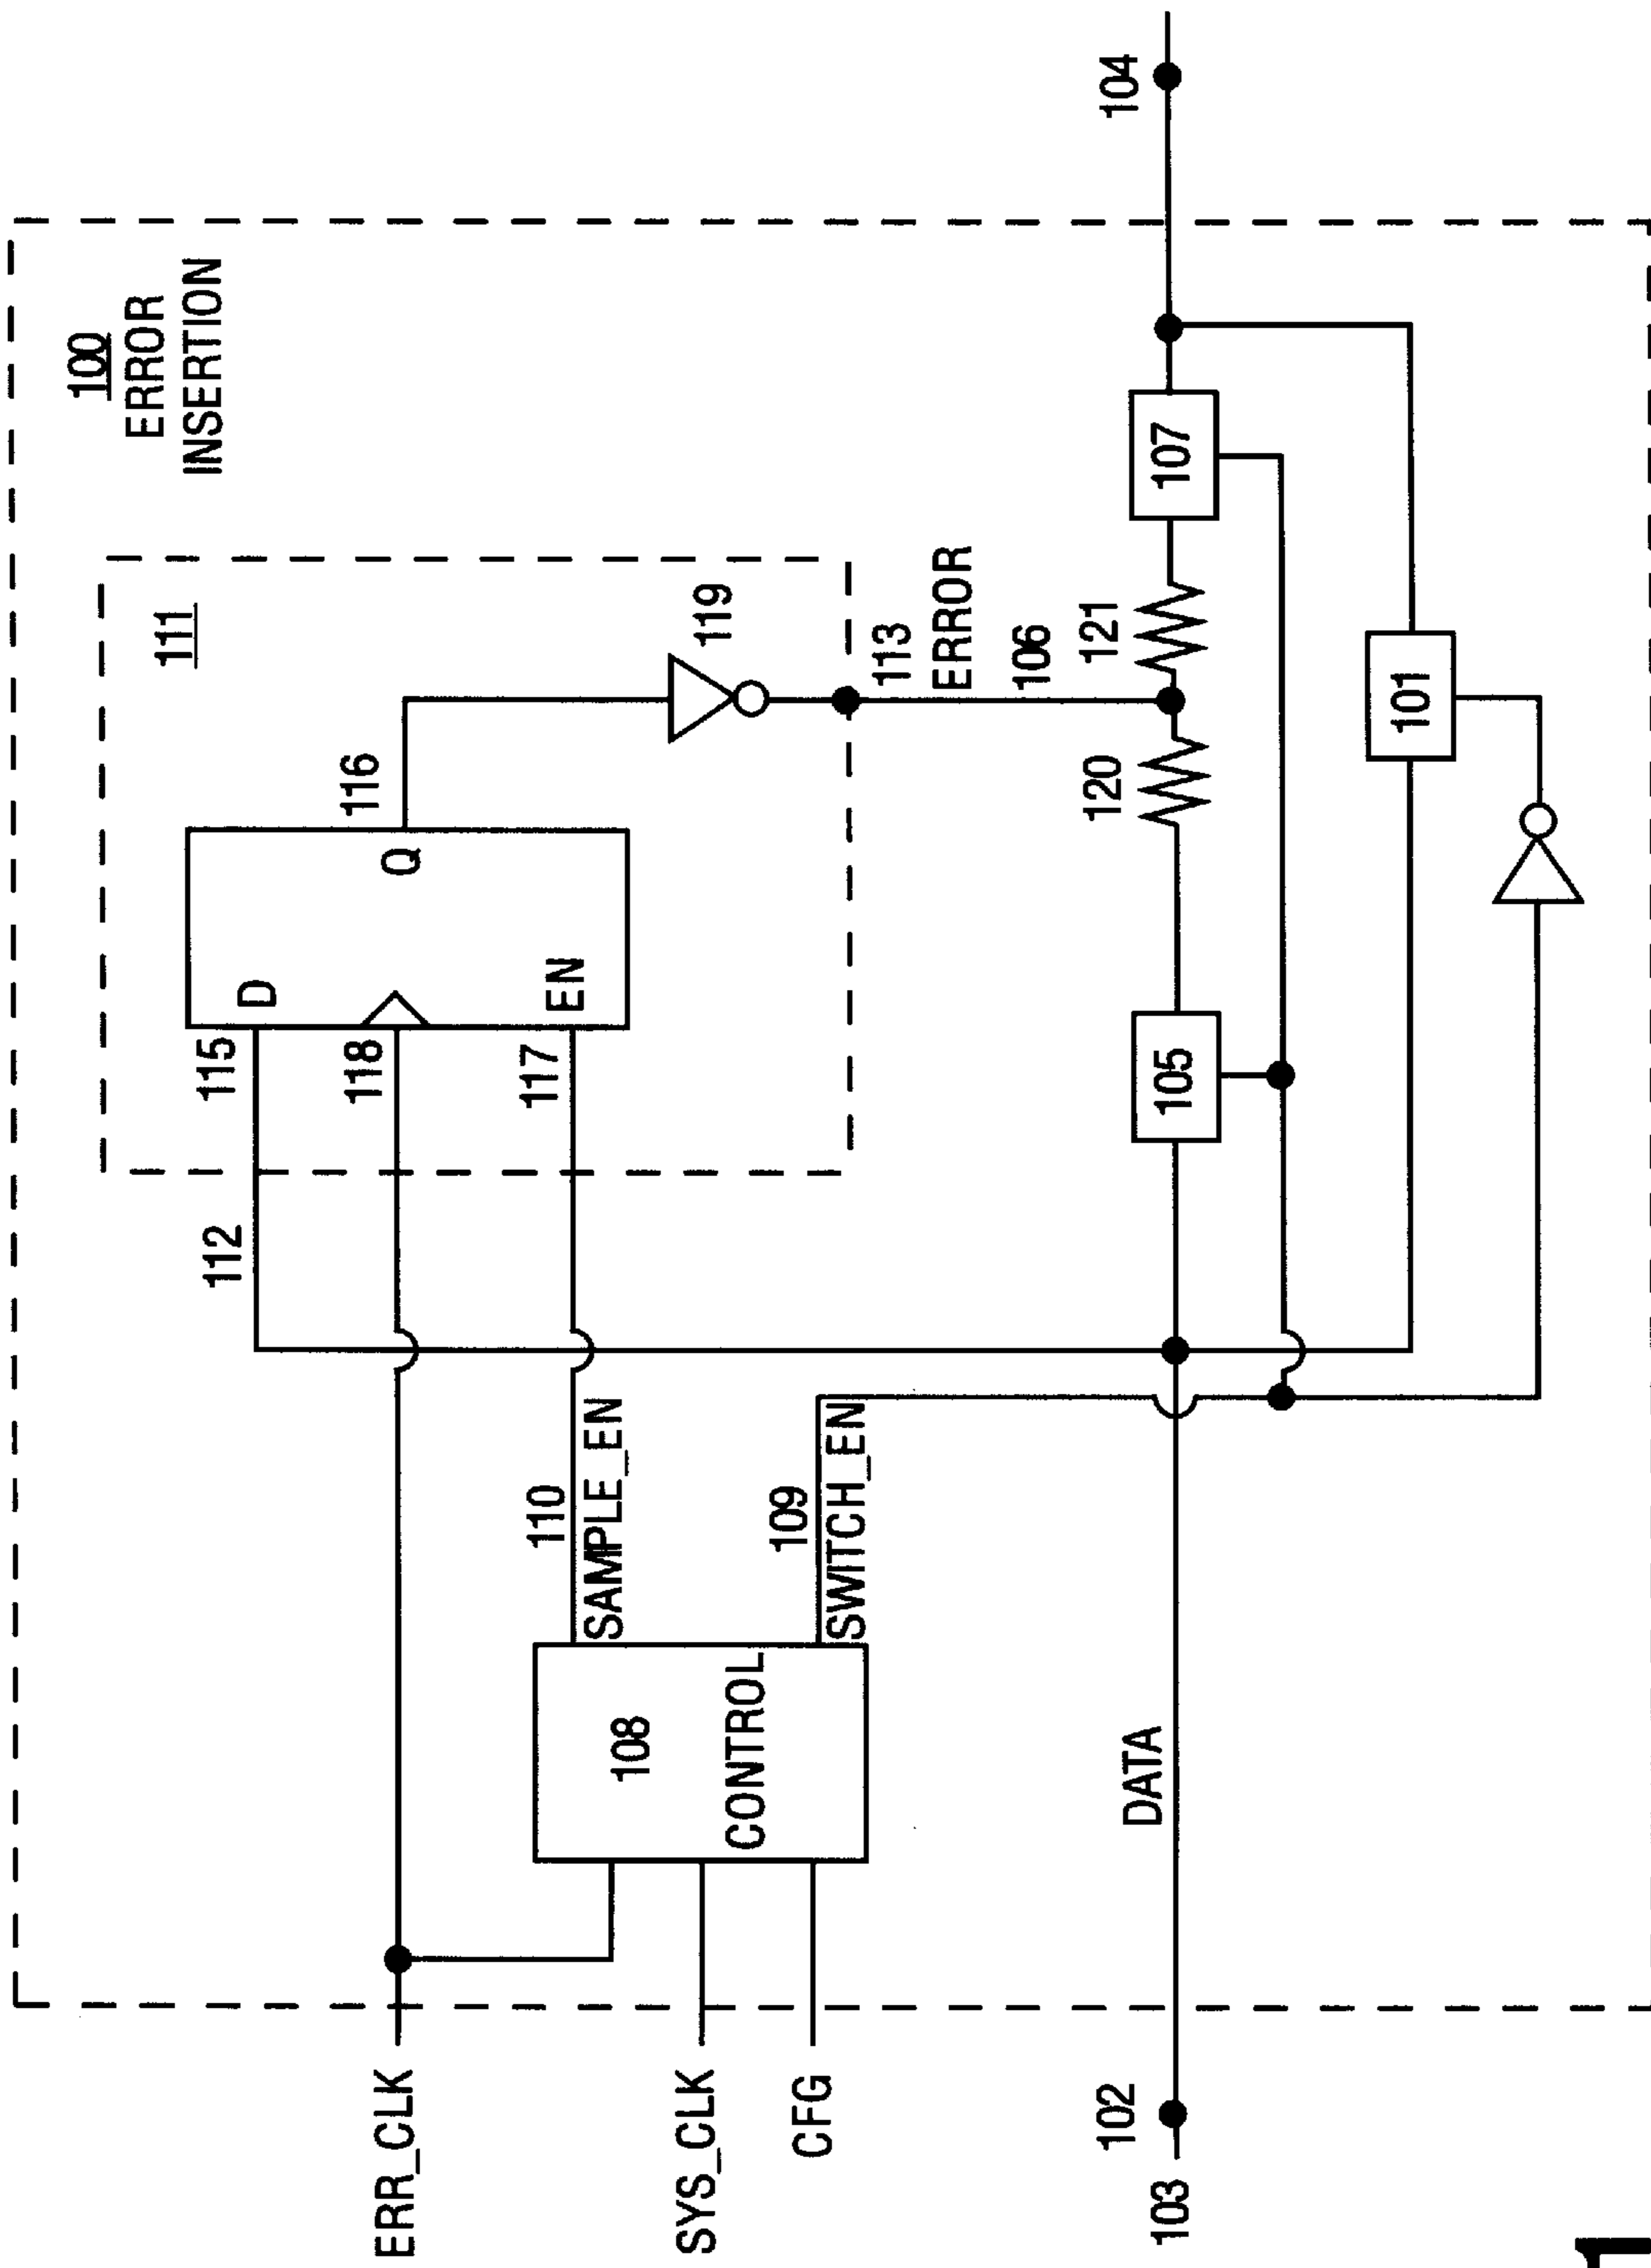 100
ERROR
INSERTION
111
115
D
118
117
EN
Q
116
119
112
113
ERROR
106
110
SAMPLE_EN
109
SWITCH_EN
108
CONTROL
ERR_CLK
SYS_CLK
CFG
103
102
DATA
105
120
121
107
104
101